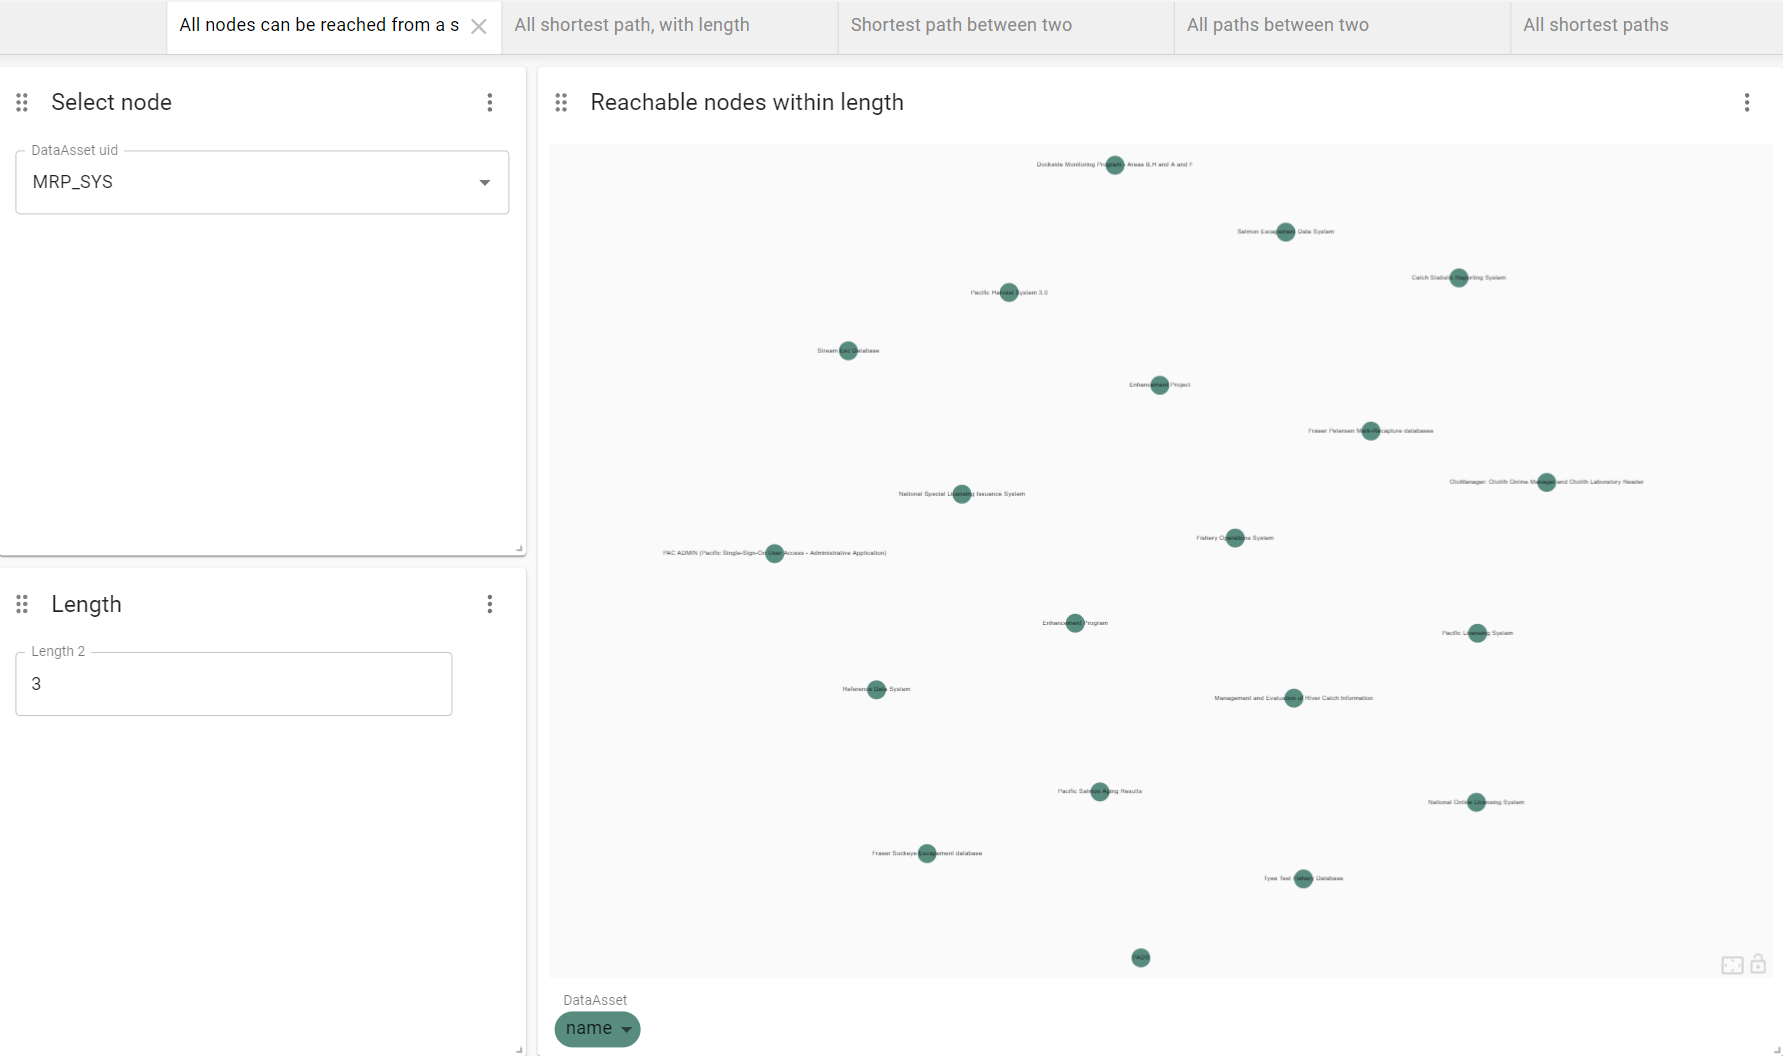 All nodes can be reached from a s
All shortest path, with length
Shortest path between two
All paths between two
All shortest paths
Select node
DataAsset uid
MRP_SYS
Length
Length 2
3
Reachable nodes within length
Dockside Monitoring Program - Areas B,H and A and F
Salmon Escapement Data System
Catch Statistic Reporting System
Pacific Harvest System 3.0
Stream Database
Enhancement Project
Fraser Petersen Mark-Recapture databases
OtoManager: Otolith Online Manager and Otolith Laboratory Reader
National Special Licensing Issuance System
Fishery Operations System
PAC ADMIN (Pacific Single-Sign-On User Access - Administrative Application)
Enhancement Program
Pacific Licensing System
Reference Data System
Management and Evaluation of River Catch Information
Pacific Salmon Aging Results
National Online Licensing System
Fraser Sockeye Escapement database
Tyee Test Fishery Database
PADS
DataAsset
name